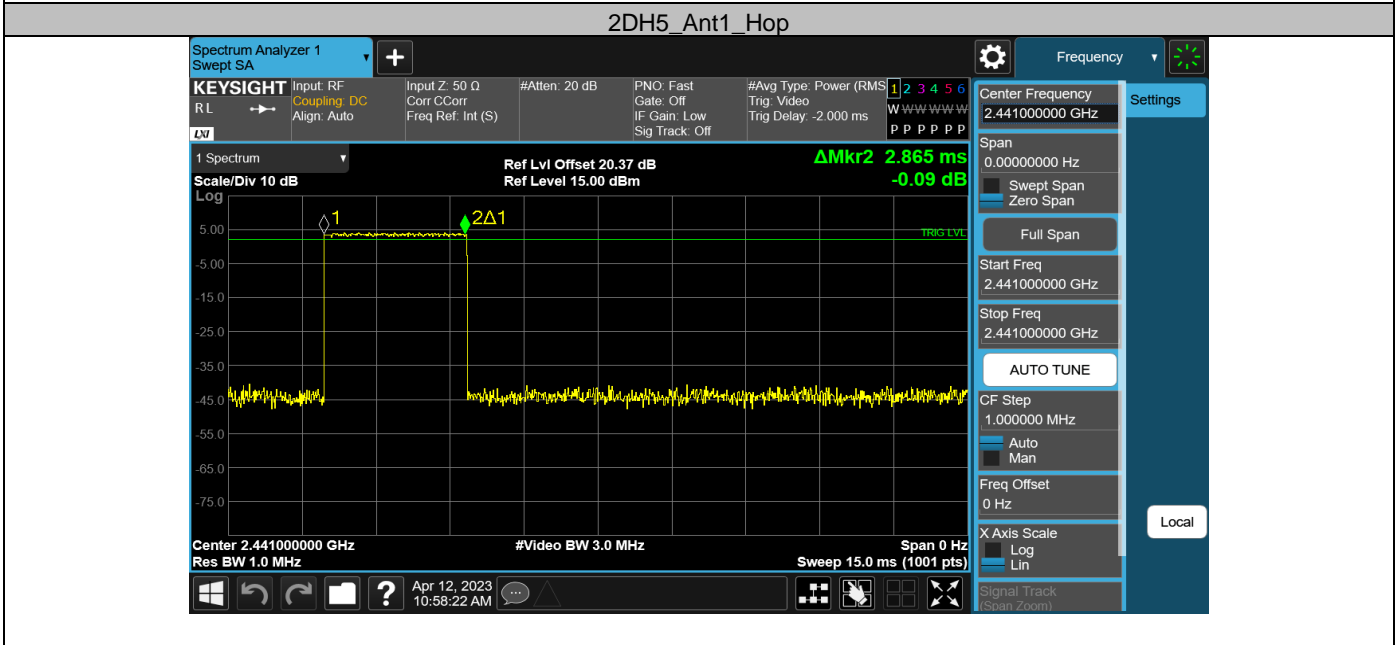 2DH5_Ant1_Hop
Spectrum Analyzer 1
Swept SA
Frequency
KEYSIGHT
RL
LXI
Input: RF
Coupling: DC
Align: Auto
Input Z: 50 Ω
Corr CCorr
Freq Ref: Int (S)
#Atten: 20 dB
PNO: Fast
Gate: Off
IF Gain: Low
Sig Track: Off
#Avg Type: Power (RMS
Trig: Video
Trig Delay: -2.000 ms
1 2 3 4 5 6
W W W W W W
P P P P P P
1 Spectrum
Scale/Div 10 dB
Ref Lvl Offset 20.37 dB
Ref Level 15.00 dBm
ΔMkr2 2.865 ms
-0.09 dB
Log
1
2Δ1
TRIG LVL
5.00
-5.00
-15.0
-25.0
-35.0
-45.0
-55.0
-65.0
-75.0
Center 2.441000000 GHz
#Video BW 3.0 MHz
Span 0 Hz
Res BW 1.0 MHz
Sweep 15.0 ms (1001 pts)
Center Frequency
2.441000000 GHz
Span
0.00000000 Hz
Swept Span
Zero Span
Full Span
Start Freq
2.441000000 GHz
Stop Freq
2.441000000 GHz
AUTO TUNE
CF Step
1.000000 MHz
Auto
Man
Freq Offset
0 Hz
X Axis Scale
Log
Lin
Signal Track
(Span Zoom)
Settings
Local
?
Apr 12, 2023
10:58:22 AM